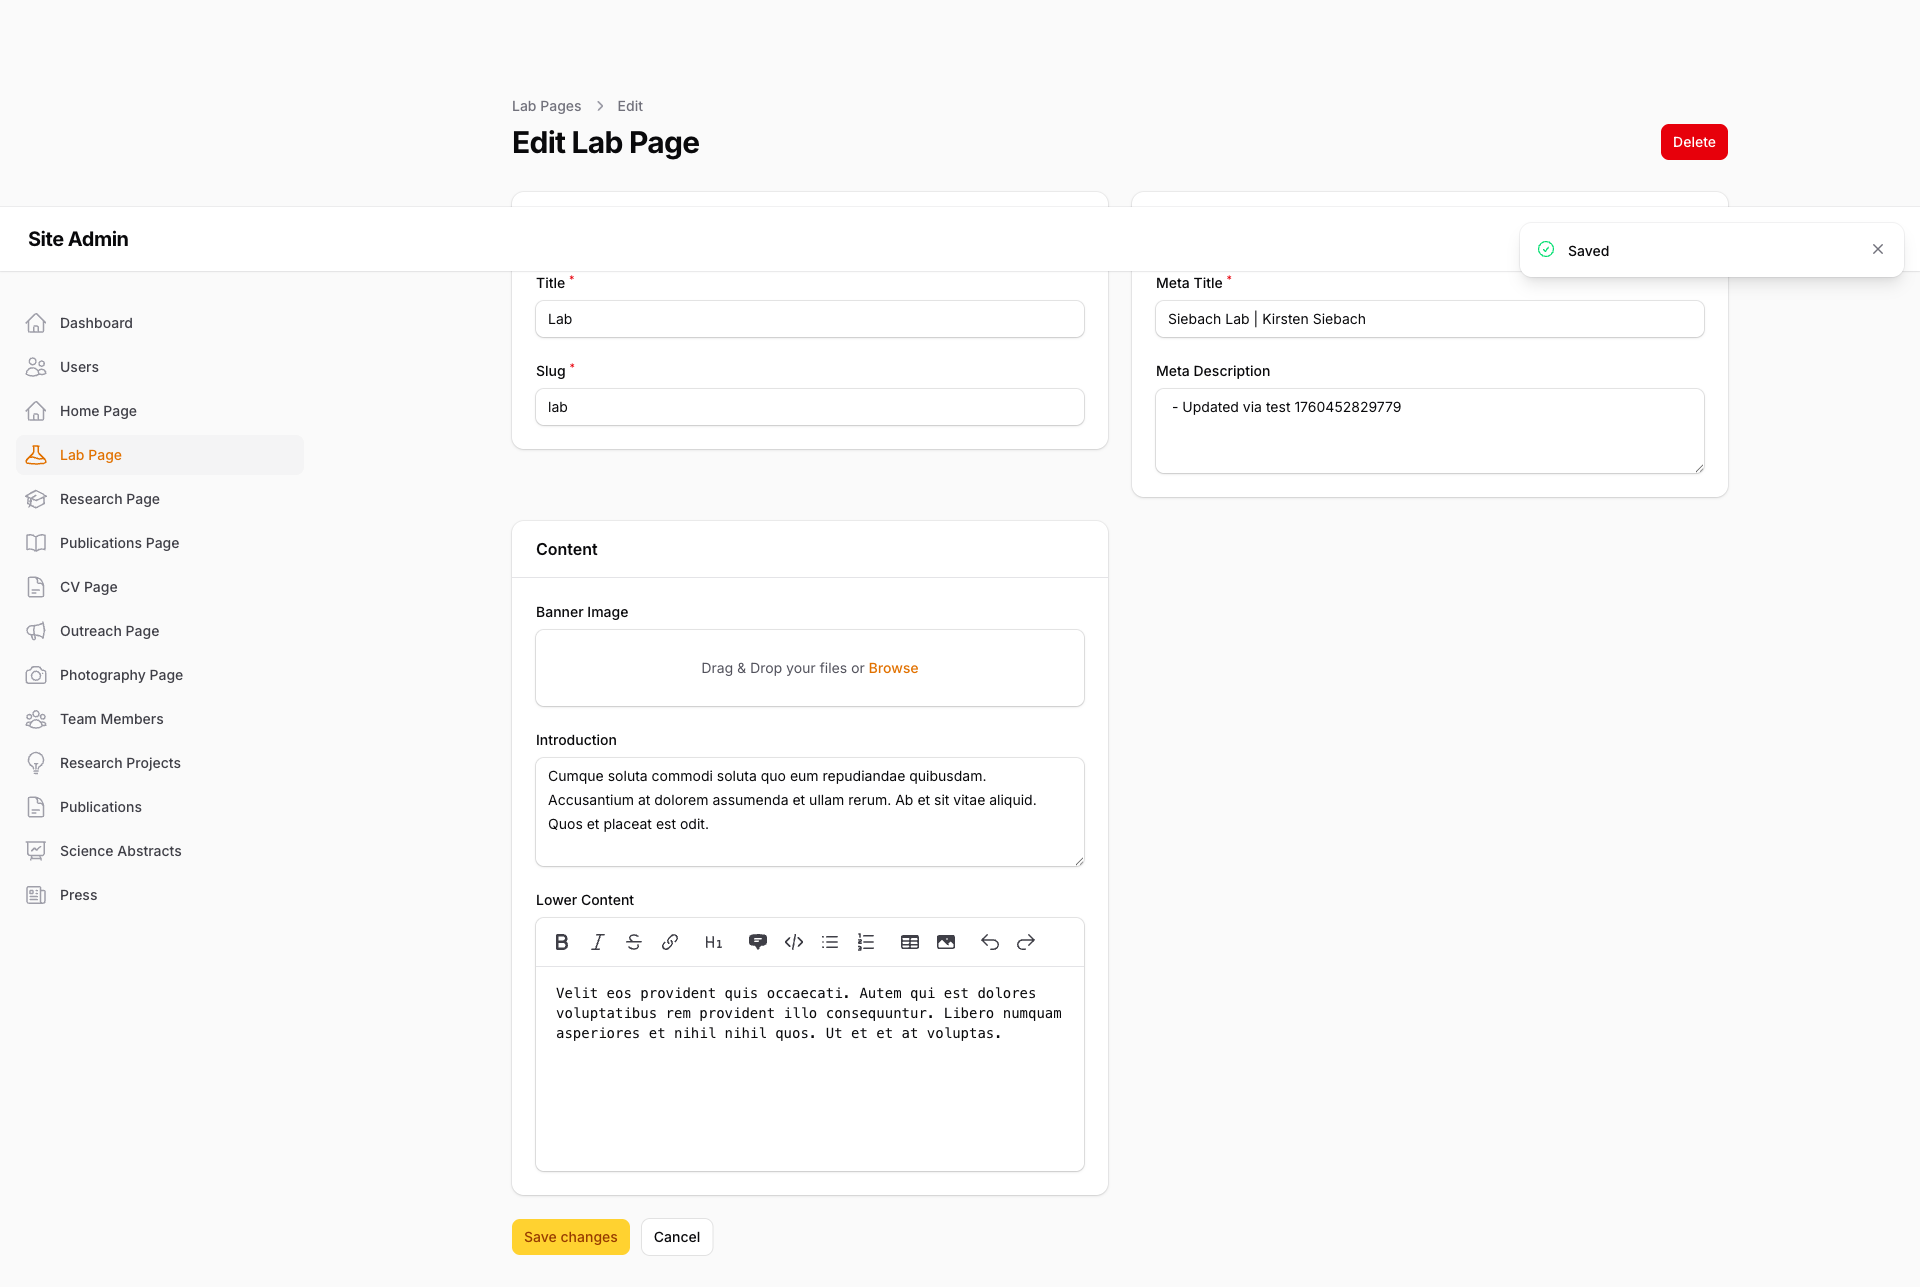 Lab Pages > Edit
Edit Lab Page
Delete
Site Admin
Saved
Dashboard
Users
Home Page
Lab Page
Research Page
Publications Page
CV Page
Outreach Page
Photography Page
Team Members
Research Projects
Publications
Science Abstracts
Press
Title *
Lab
Slug *
lab
Meta Title *
Siebach Lab | Kirsten Siebach
Meta Description
- Updated via test 1760452829779
Content
Banner Image
Drag & Drop your files or Browse
Introduction
Cumque soluta commodi soluta quo eum repudiandae quibusdam.
Accusantium at dolorem assumenda et ullam rerum. Ab et sit vitae aliquid.
Quos et placeat est odit.
Lower Content
H1
Velit eos provident quis occaecati. Autem qui est dolores
voluptatibus rem provident illo consequuntur. Libero numquam
asperiores et nihil nihil quos. Ut et et at voluptas.
Save changes
Cancel